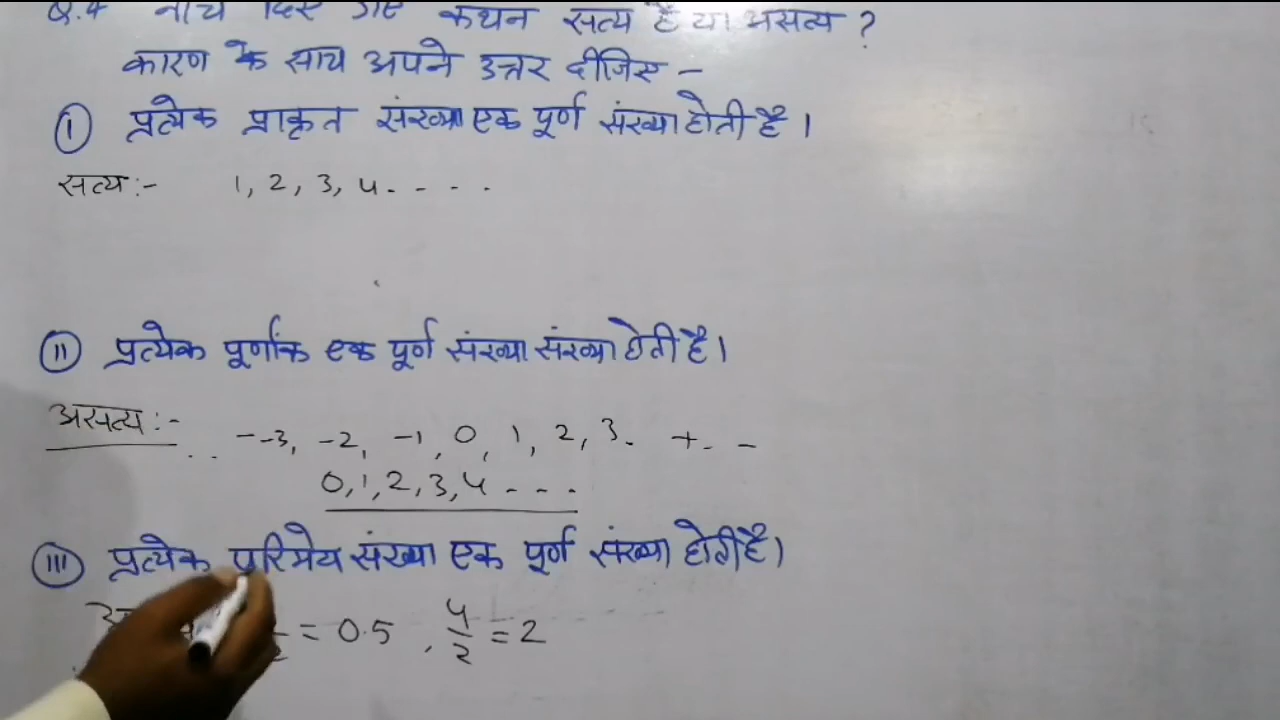 Q.4 नीचे दिए गए कथन सत्य है या असत्य ?
कारण के साथ अपने उत्तर दीजिए -
I प्रत्येक प्राकृत संख्या एक पूर्ण संख्या होती है।
सत्य :- 1, 2, 3, 4 - - - -
II प्रत्येक पूर्णांक एक पूर्ण संख्या संख्या होती है।
असत्य :- .. - -3, -2, -1, 0, 1, 2, 3. +. -
0, 1, 2, 3, 4 - - -
III प्रत्येक परिमेय संख्या एक पूर्ण संख्या होती है।
= 0.5 , 4/2 = 2